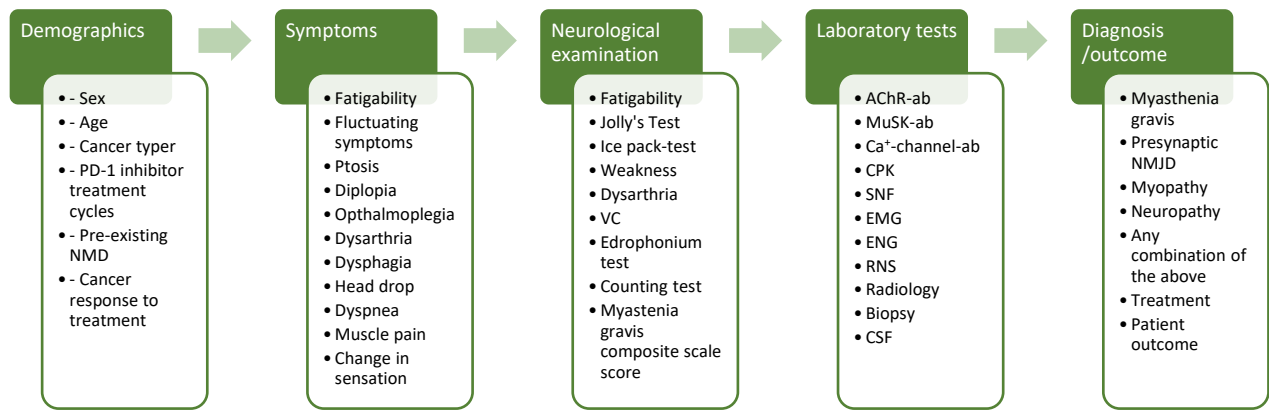 Demographics
• - Sex
• - Age
• - Cancer typer
• - PD-1 inhibitor
treatment
cycles
• - Pre-existing
NMD
• - Cancer
response to
treatment
Symptoms
• Fatigability
• Fluctuating
symptoms
• Ptosis
• Diplopia
• Opthalmoplegia
• Dysarthria
• Dysphagia
• Head drop
• Dyspnea
• Muscle pain
• Change in
sensation
Neurological
examination
• Fatigability
• Jolly's Test
• Ice pack-test
• Weakness
• Dysarthria
• VC
• Edrophonium
test
• Counting test
• Myastenia
gravis
composite scale
score
Laboratory tests
• AChR-ab
• MuSK-ab
• Ca⁺-channel-ab
• CPK
• SNF
• EMG
• ENG
• RNS
• Radiology
• Biopsy
• CSF
Diagnosis
/outcome
• Myasthenia
gravis
• Presynaptic
NMJD
• Myopathy
• Neuropathy
• Any
combination of
the above
• Treatment
• Patient
outcome